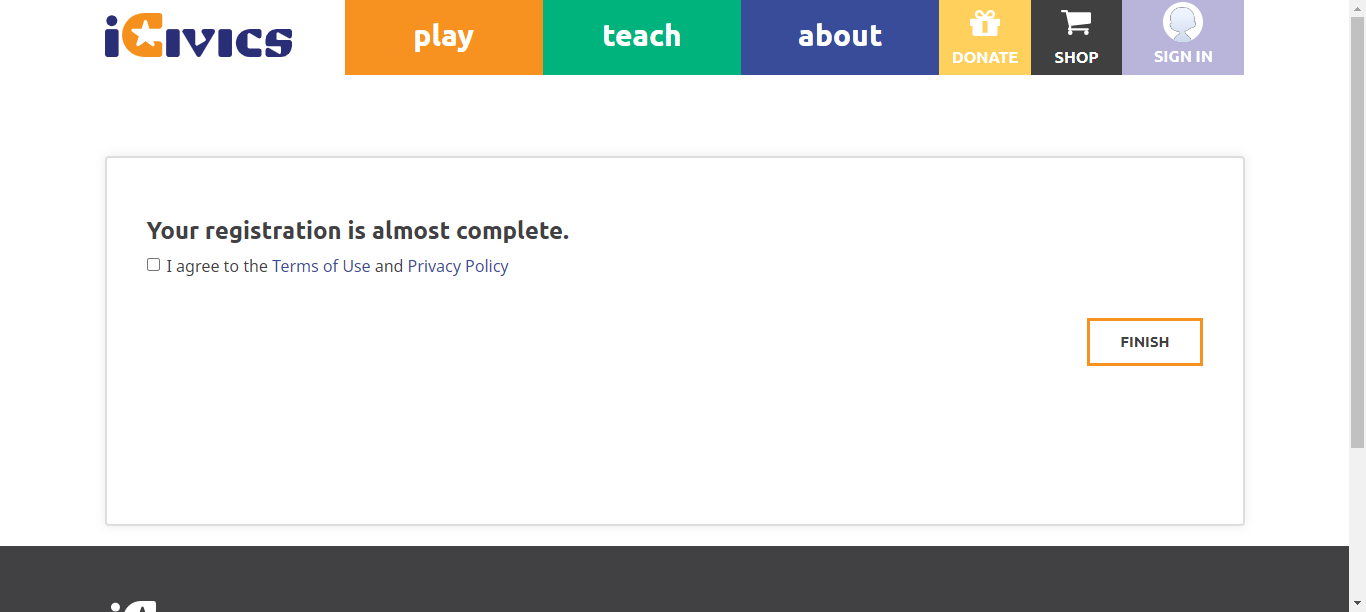 iCivics
play
teach
about
DONATE
SHOP
SIGN IN
Your registration is almost complete.
I agree to the Terms of Use and Privacy Policy
FINISH